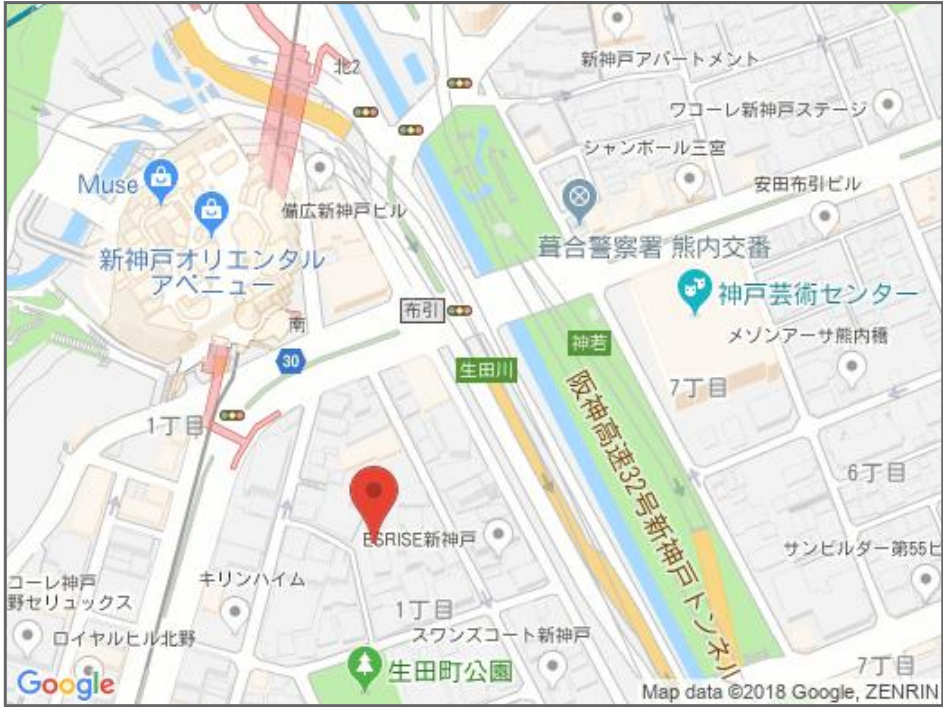 北2
新神戸アパートメント
ワコーレ新神戸ステージ
シャンボール三宮
Muse
備広新神戸ビル
安田布引ビル
葺合警察署 熊内交番
新神戸オリエンタル
アベニュー
神戸芸術センター
南
布引
メゾンアーサ熊内橋
30
生田川
神若
7丁目
阪神高速32号新神戸トンネル
1丁目
6丁目
ESRISE新神戸
サンビルダー第55ビ
コーレ神戸
野セリュックス
キリンハイム
1丁目
ロイヤルヒル北野
スワンズコート新神戸
生田町公園
7丁目
Google
Map data ©2018 Google, ZENRIN